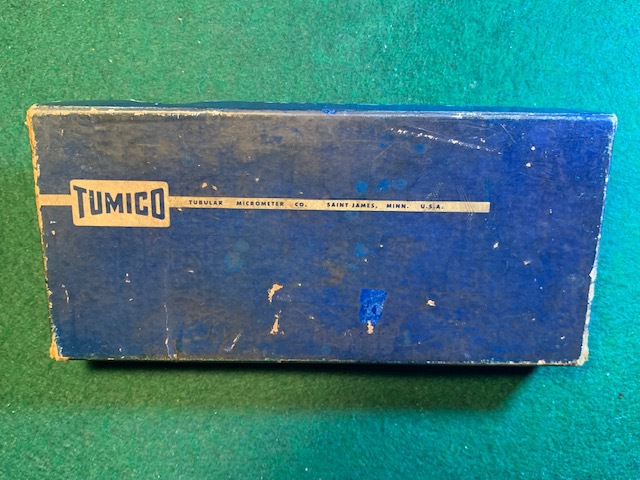 TUMICO TUBULAR MICROMETER CO. SAINT JAMES, MINN. U.S.A.